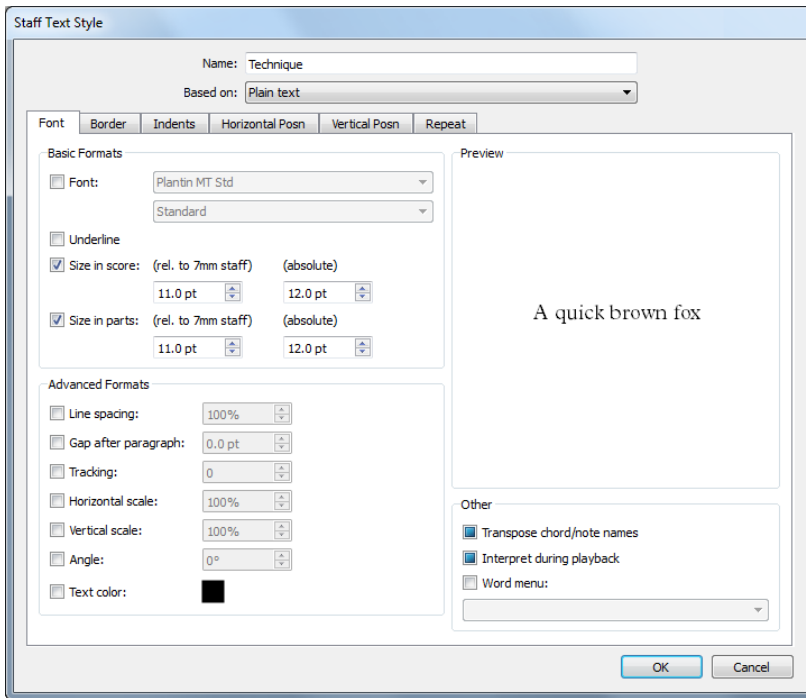 Staff Text Style
Name: Technique
Based on: Plain text
Font Border Indents Horizontal Posn Vertical Posn Repeat
Basic Formats
Font: Plantin MT Std
Standard
Underline
Size in score: (rel. to 7mm staff) (absolute)
11.0 pt 12.0 pt
Size in parts: (rel. to 7mm staff) (absolute)
11.0 pt 12.0 pt
Advanced Formats
Line spacing: 100%
Gap after paragraph: 0.0 pt
Tracking: 0
Horizontal scale: 100%
Vertical scale: 100%
Angle: 0°
Text color:
Preview
A quick brown fox
Other
Transpose chord/note names
Interpret during playback
Word menu:
OK Cancel